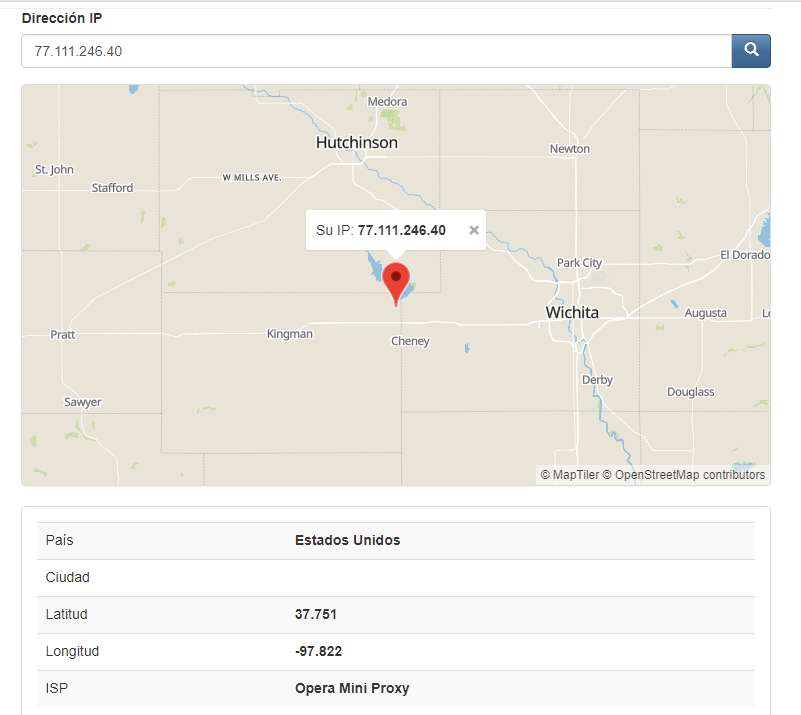 Dirección IP
77.111.246.40
Medora
Hutchinson
Newton
St. John
W MILLS AVE.
Stafford
Su IP: 77.111.246.40 ×
El Dorado
Park City
Wichita
Augusta
Pratt
Kingman
Cheney
Derby
Douglass
Sawyer
© MapTiler © OpenStreetMap contributors
País Estados Unidos
Ciudad
Latitud 37.751
Longitud -97.822
ISP Opera Mini Proxy